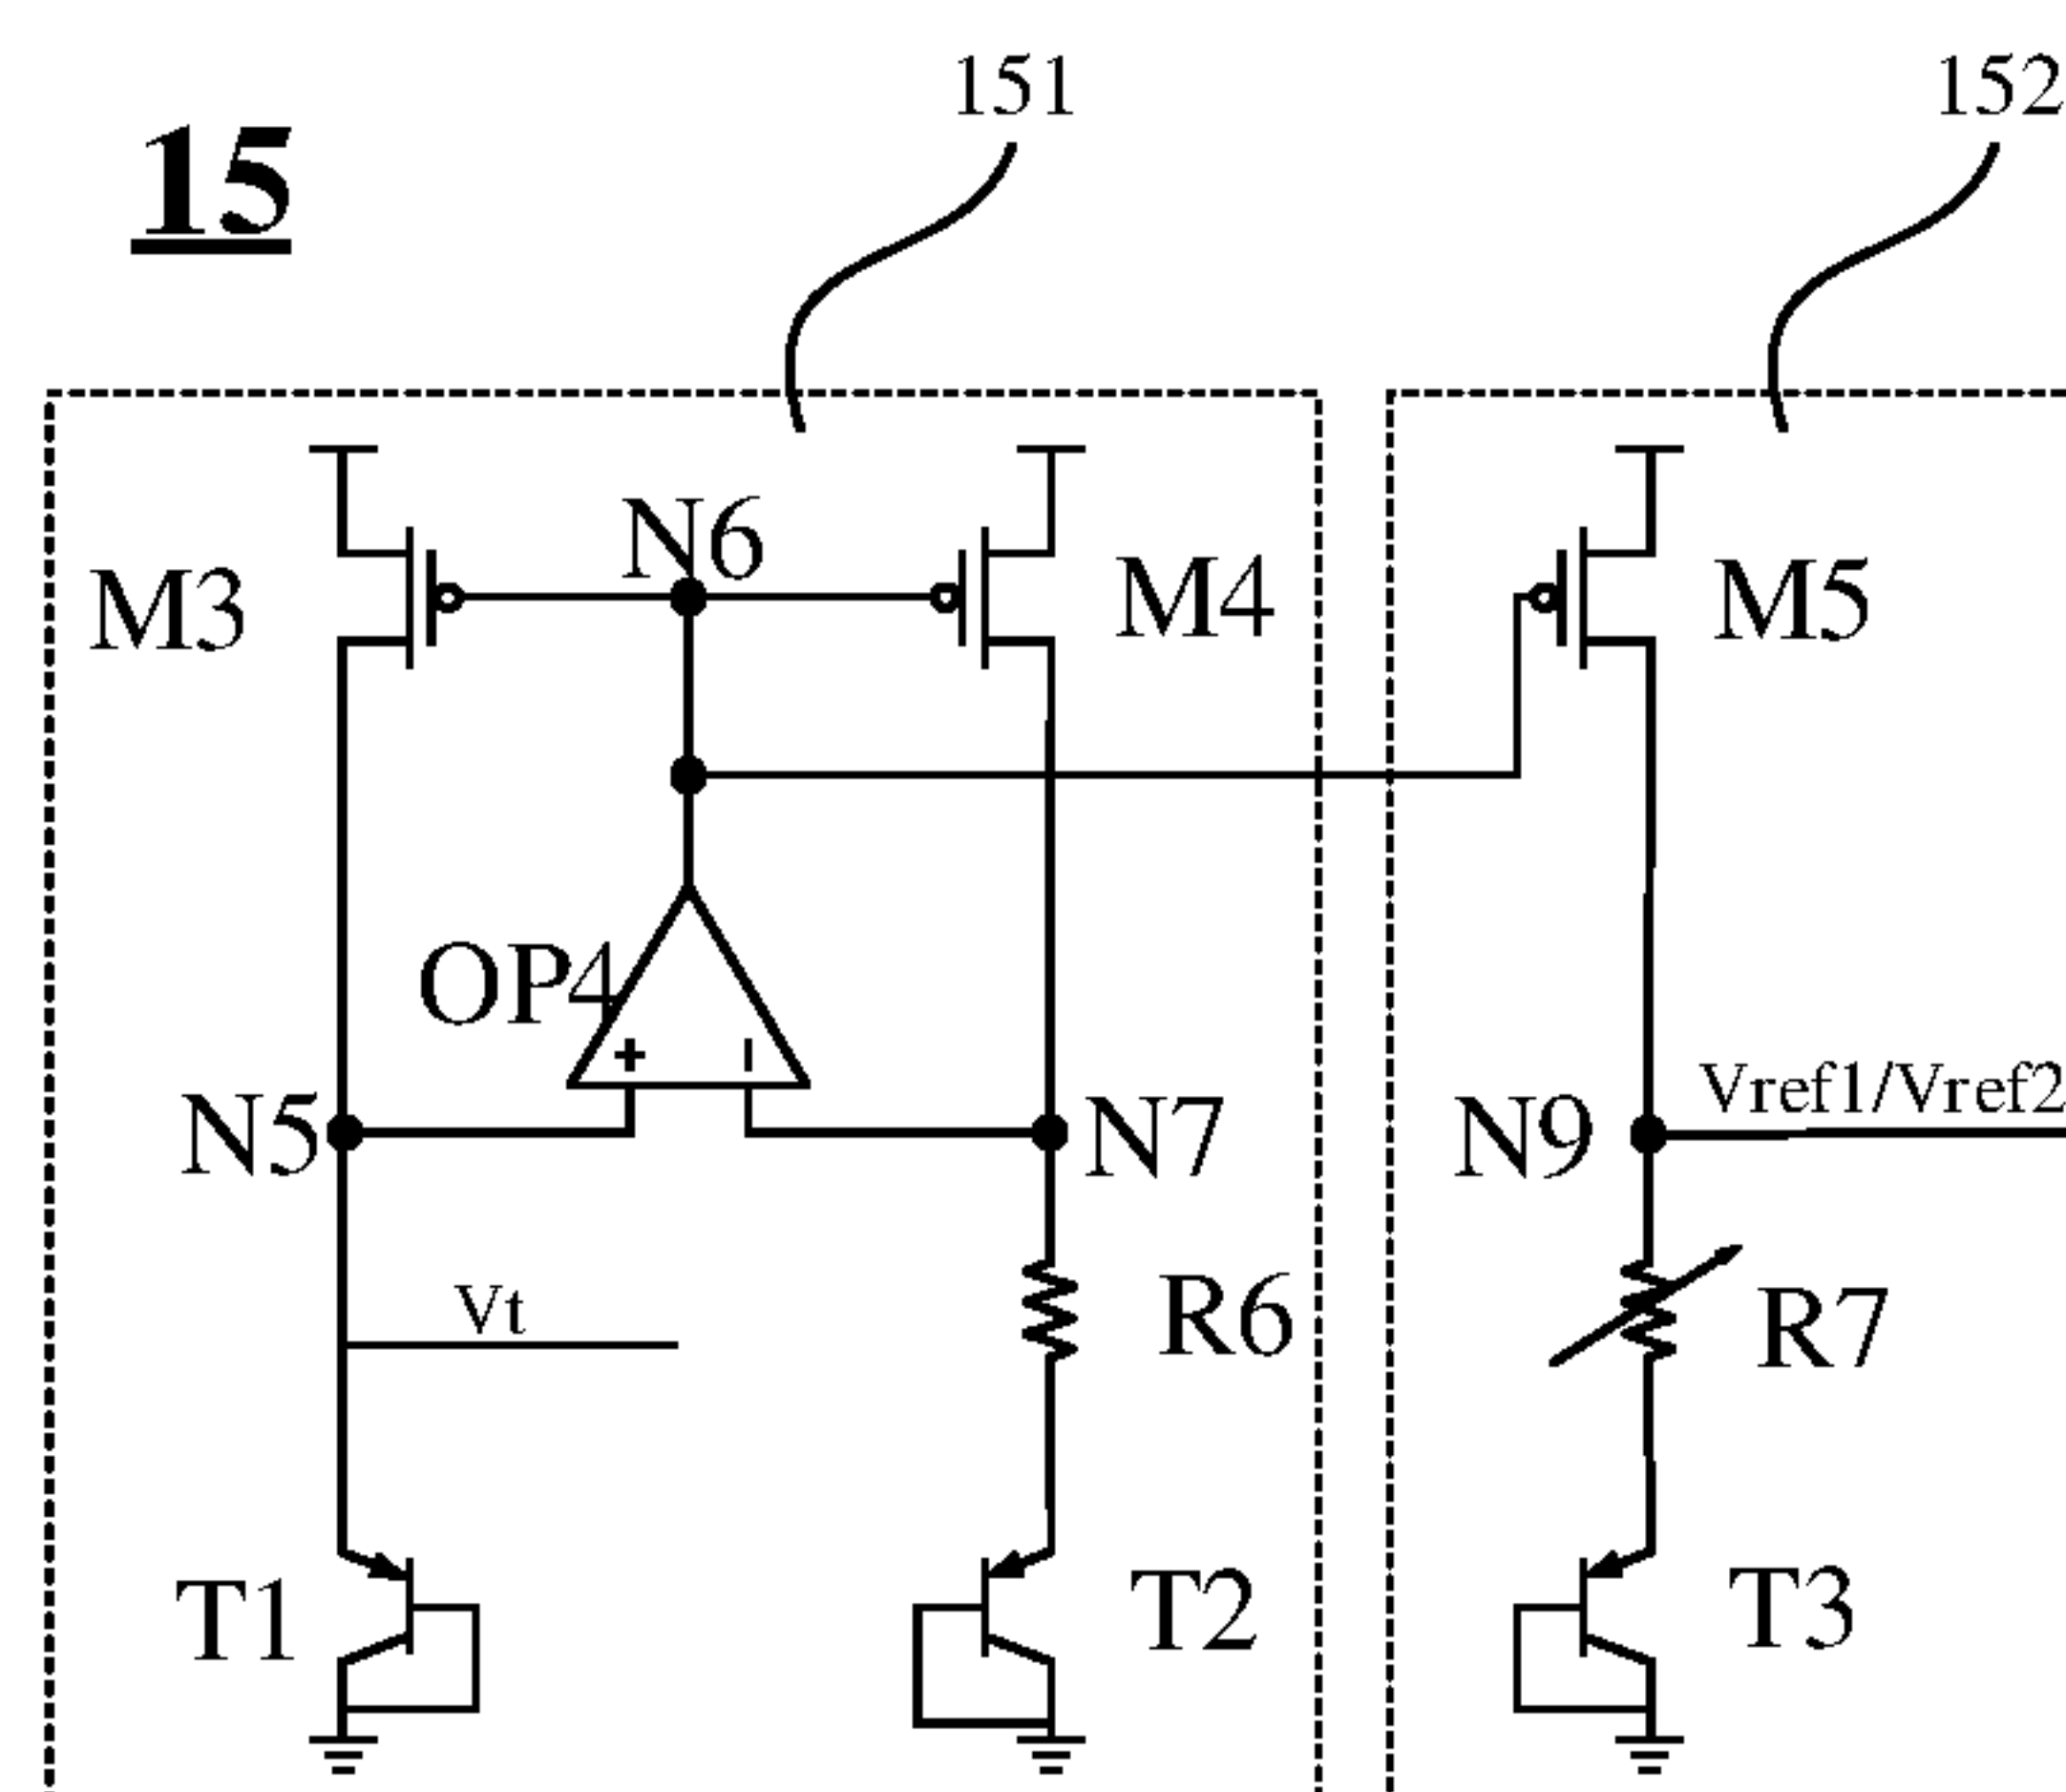 151
152
15
N6
M3
M4
M5
OP4
+
-
N5
N7
N9
Vref1/Vref2
Vt
R6
R7
T1
T2
T3